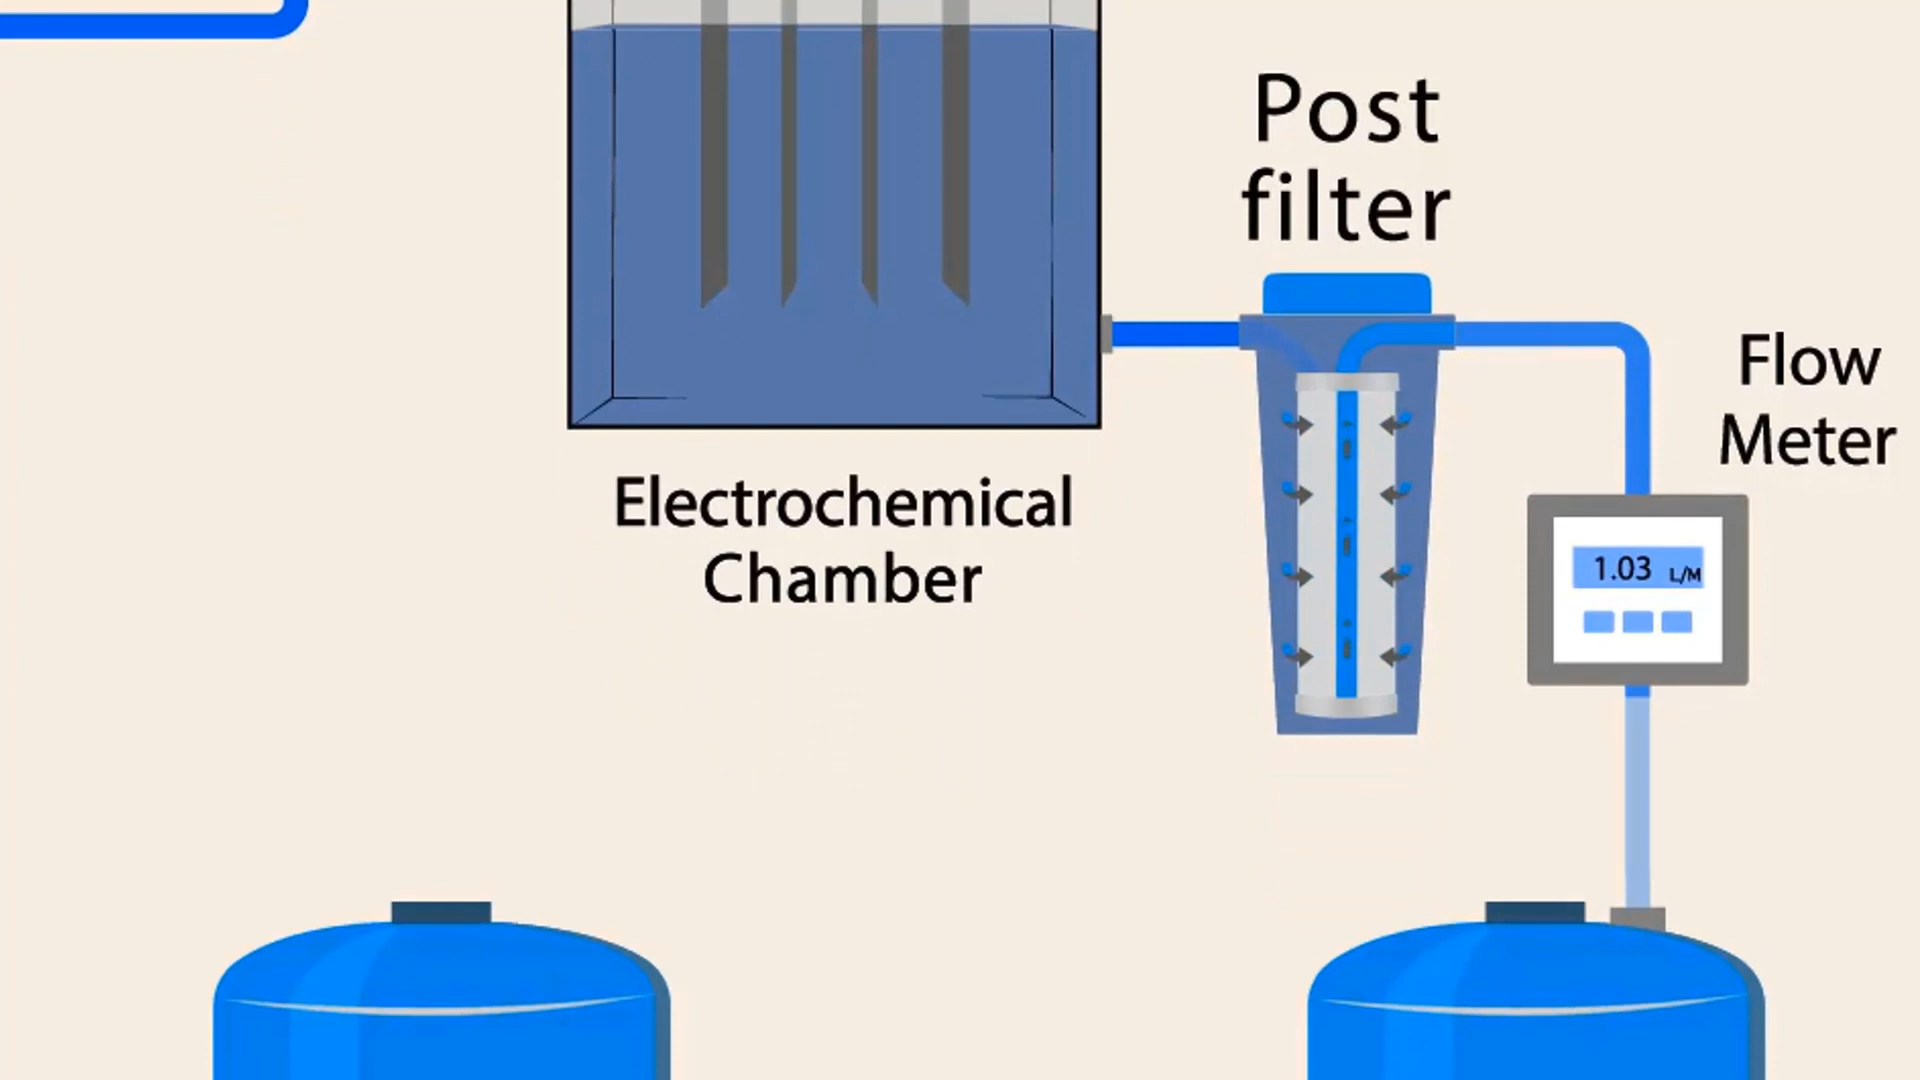 Post
filter
Flow
Meter
Electrochemical
Chamber
1.03 L/M